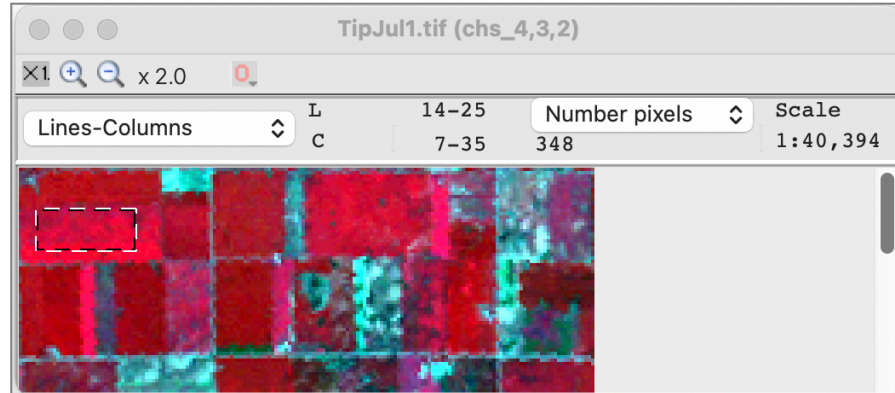 TipJul1.tif (chs_4,3,2)
×1. x 2.0
Lines-Columns L 14–25 Number pixels Scale
C 7–35 348 1:40,394